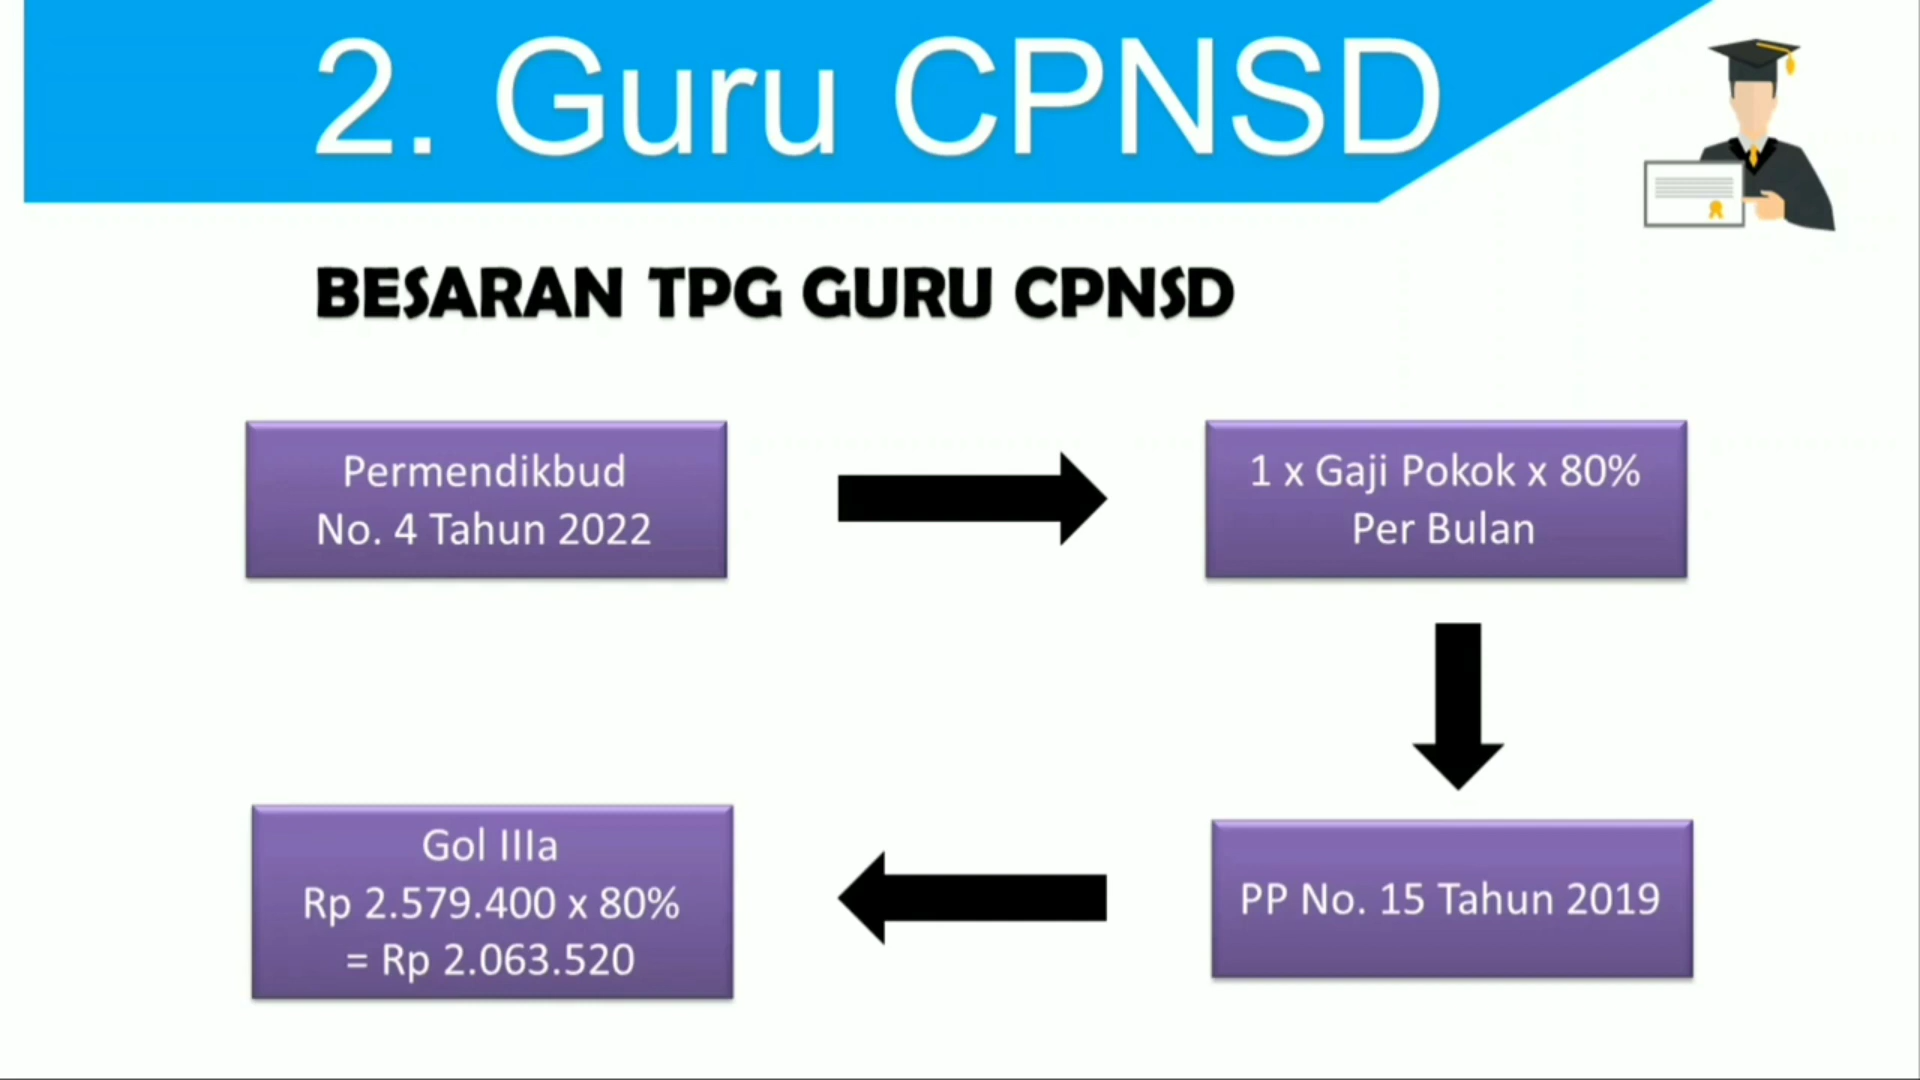 2. Guru CPNSD
BESARAN TPG GURU CPNSD
Permendikbud
No. 4 Tahun 2022
1 x Gaji Pokok x 80%
Per Bulan
PP No. 15 Tahun 2019
Gol IIIa
Rp 2.579.400 x 80%
= Rp 2.063.520